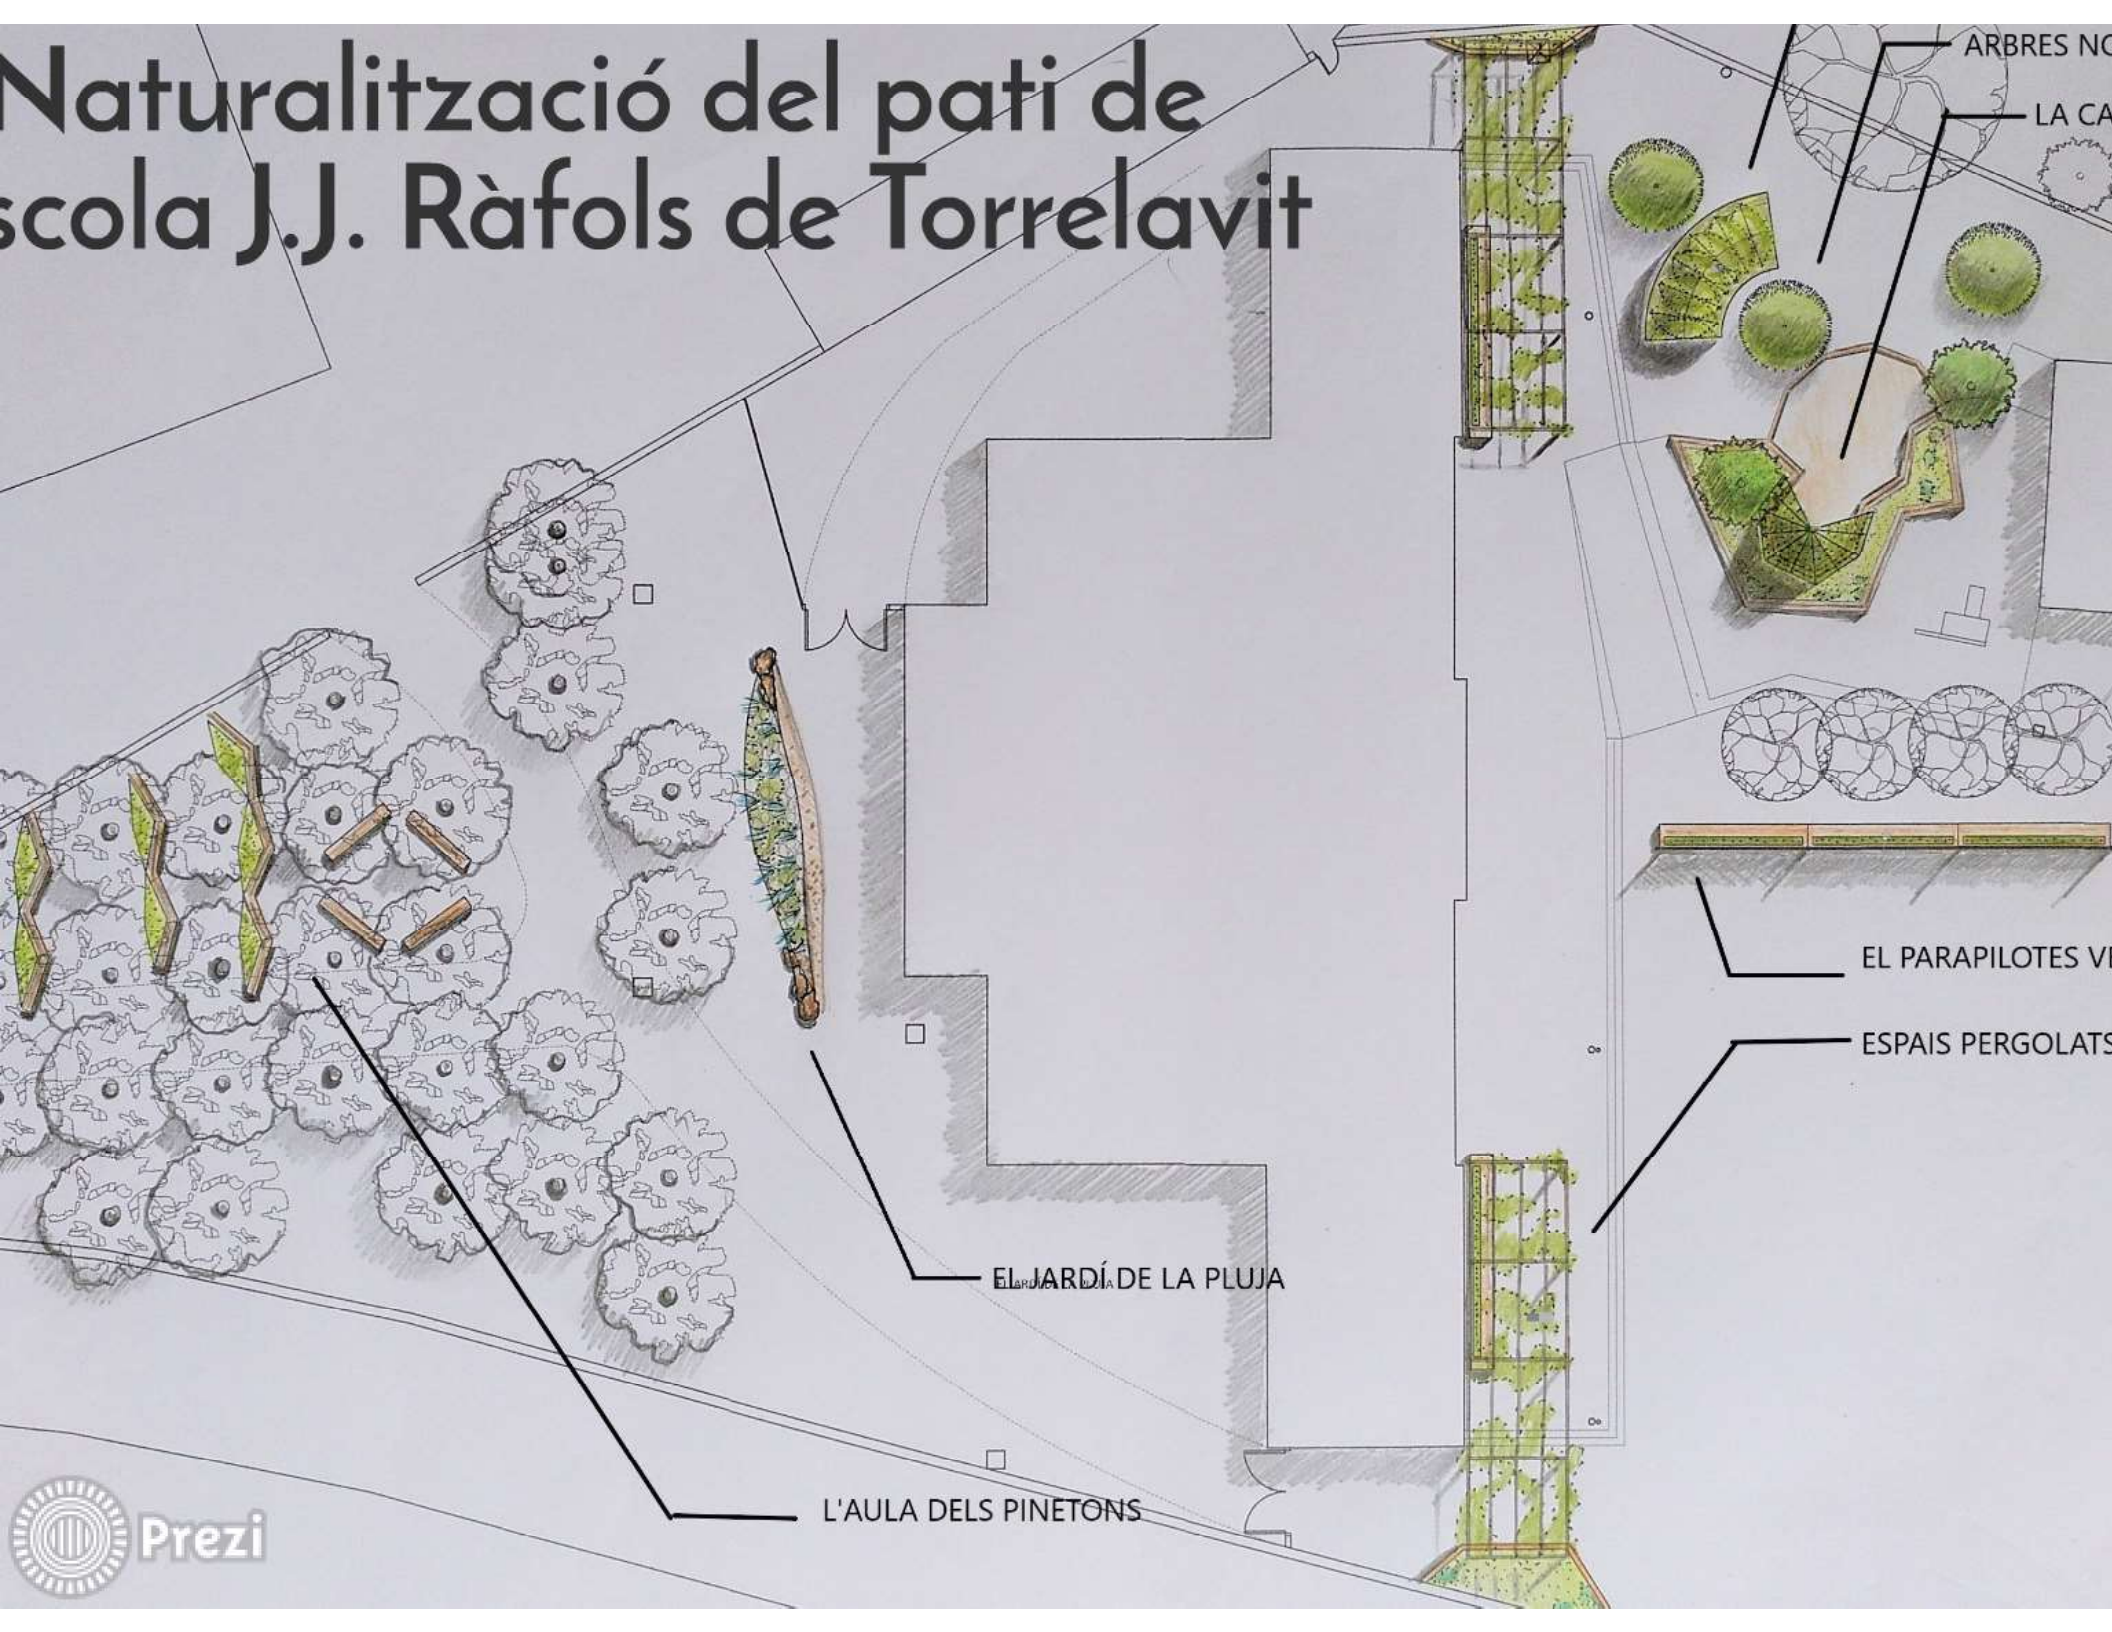 Naturalització del pati de
scola J.J. Ràfols de Torrelavit
ARBRES NO
LA CA
EL PARAPILOTES VE
ESPAIS PERGOLATS
EL JARDÍ DE LA PLUJA
L'AULA DELS PINETONS
Prezi